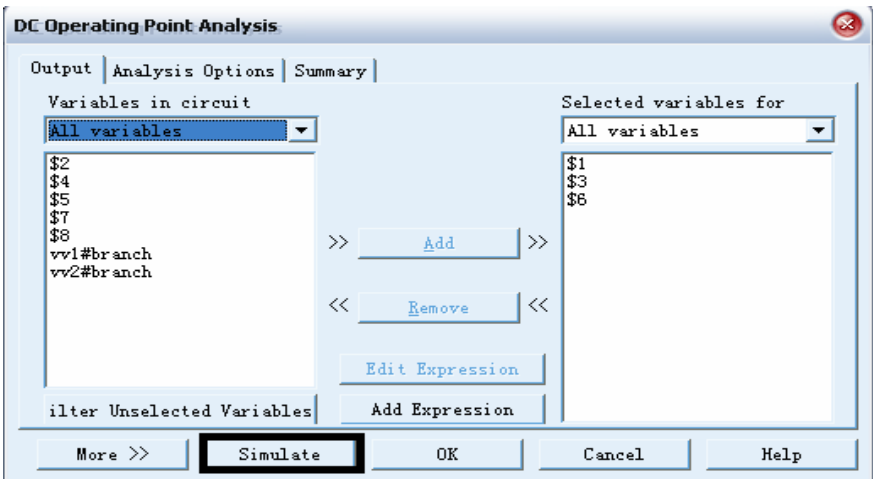 DC Operating Point Analysis
Output Analysis Options Summary
Variables in circuit
Selected variables for
All variables
All variables
$2
$4
$5
$7
$8
vv1#branch
vv2#branch
$1
$3
$6
>> Add >>
<< Remove <<
Edit Expression
ilter Unselected Variables
Add Expression
More >>
Simulate
OK
Cancel
Help